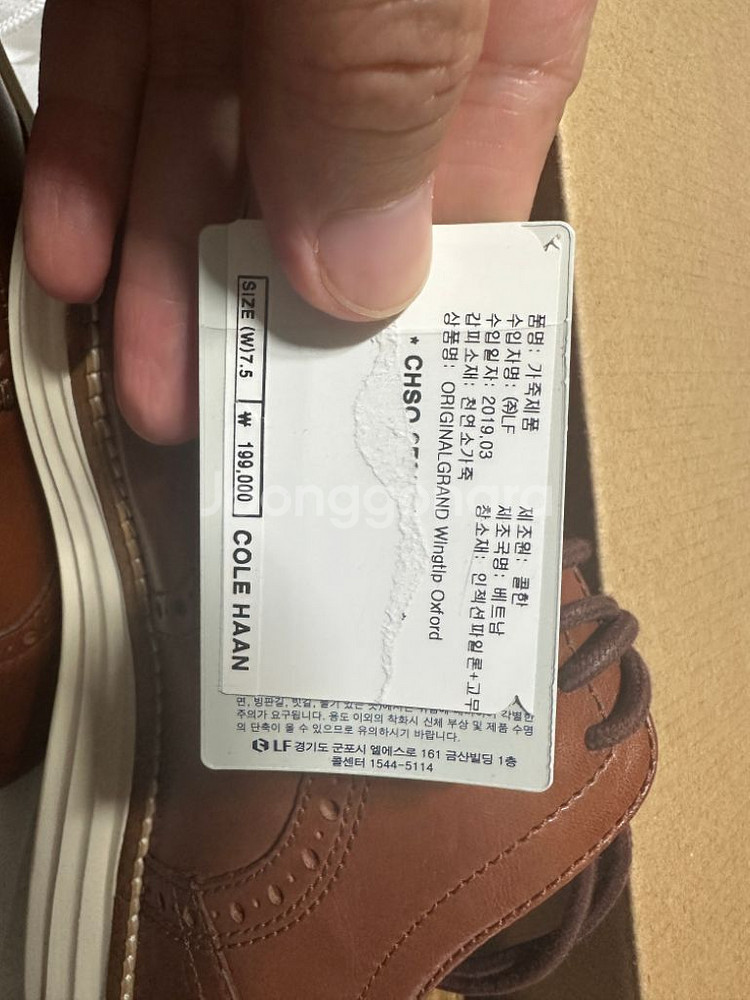 품명: 가죽제품 제조원: 콜한
수입자명: ㈜LF 제조국명: 베트남
수입일자: 2019.03 창소재: 인젝션파일론+고무
갑피소재: 천연소가죽
상품명: ORIGINALGRAND Wingtip Oxford
* CHSO
SIZE (W)7.5 ₩ 199,000 COLE HAAN
주의가 요구됩니다. 용도 이외의 착화시 신체 부상 및 제품 수명
의 단축이 올 수 있으므로 유의하시기 바랍니다.
LF 경기도 군포시 엘에스로 161 금산빌딩 1층
콜센터 1544-5114
Joonggonara